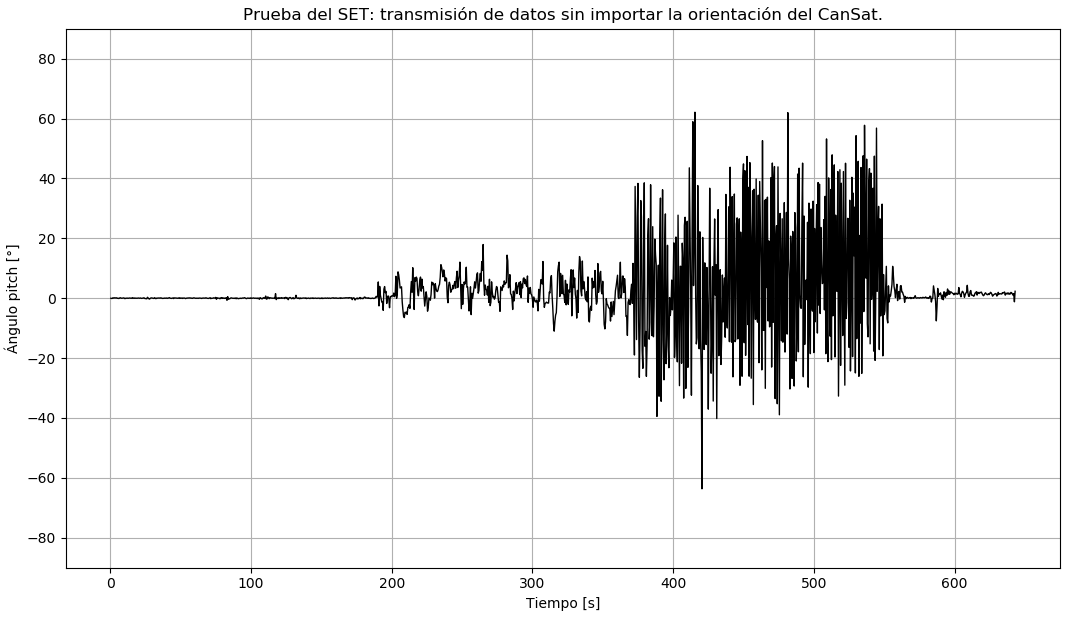 Prueba del SET: transmisión de datos sin importar la orientación del CanSat.
80
60
40
20
0
−20
−40
−60
−80
Ángulo pitch [°]
0 100 200 300 400 500 600
Tiempo [s]